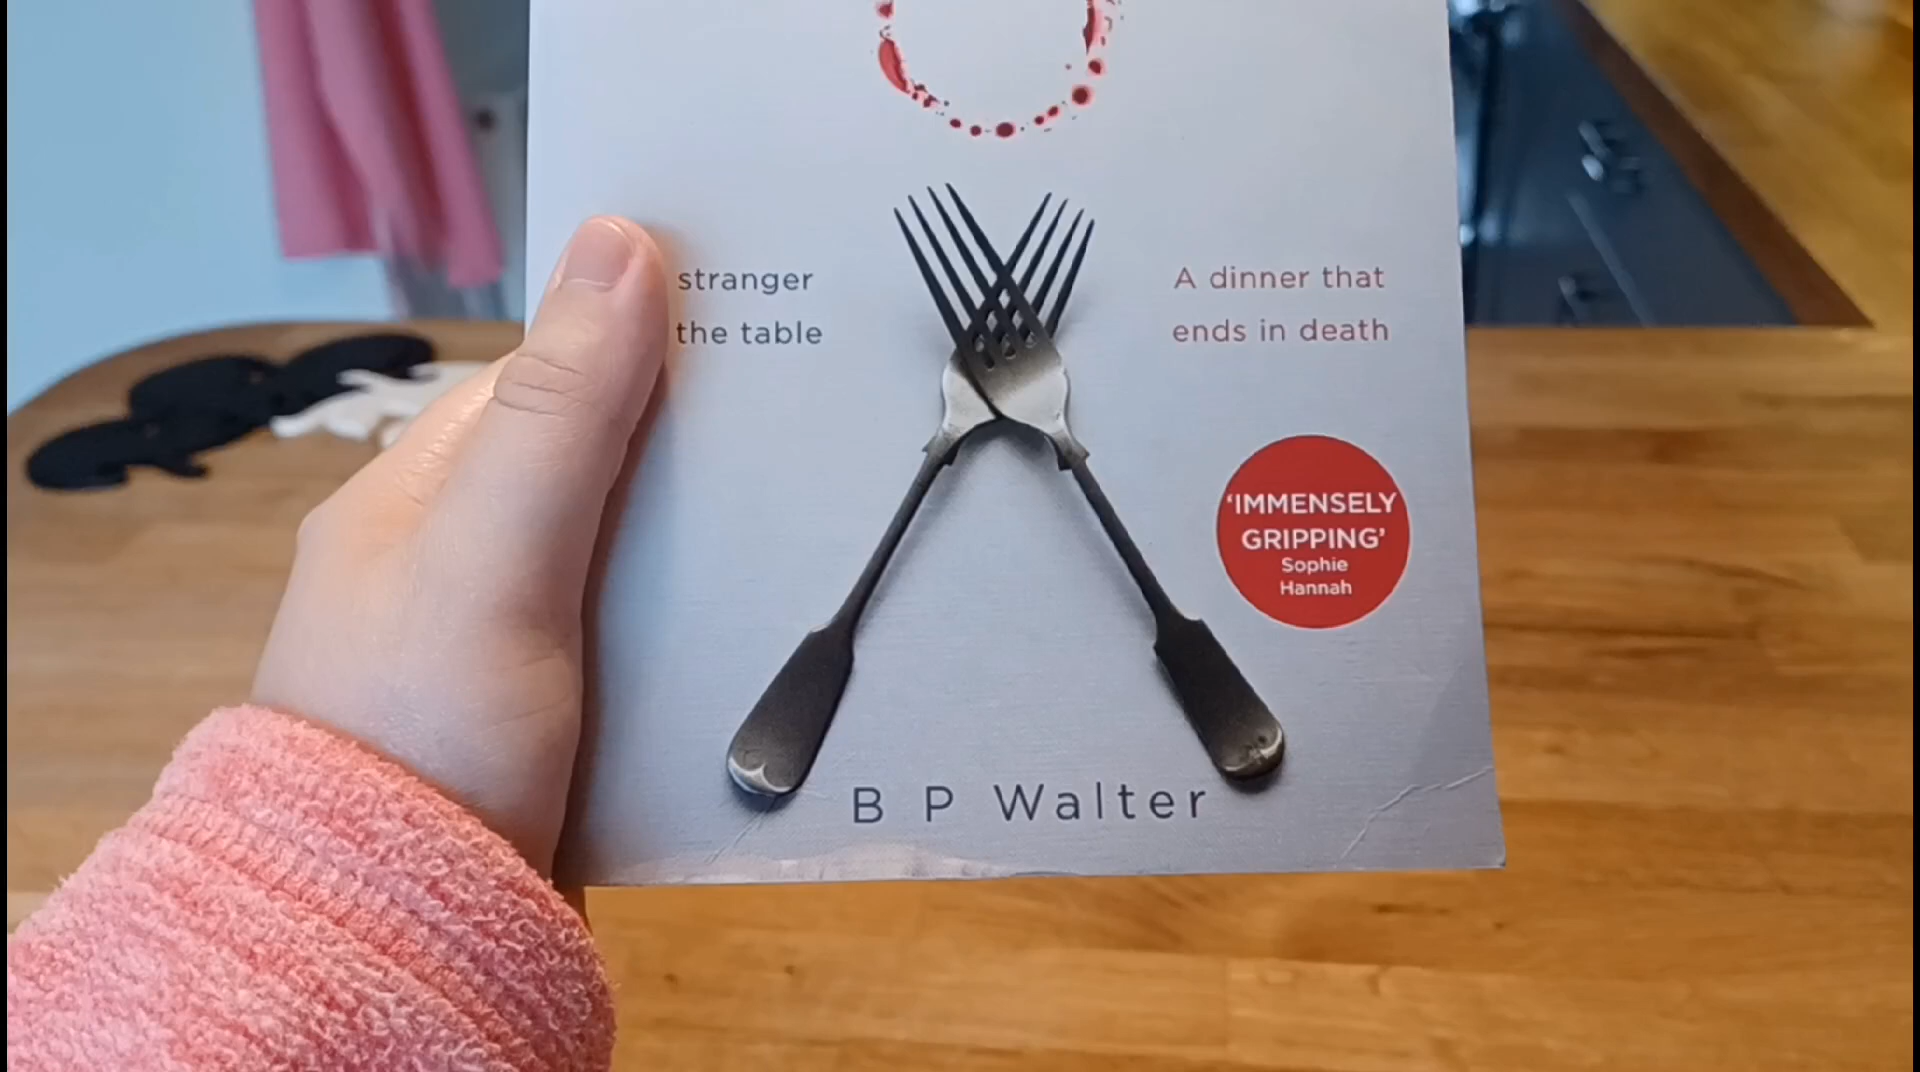 stranger
the table
A dinner that
ends in death
‘IMMENSELY
GRIPPING’
Sophie
Hannah
B P Walter